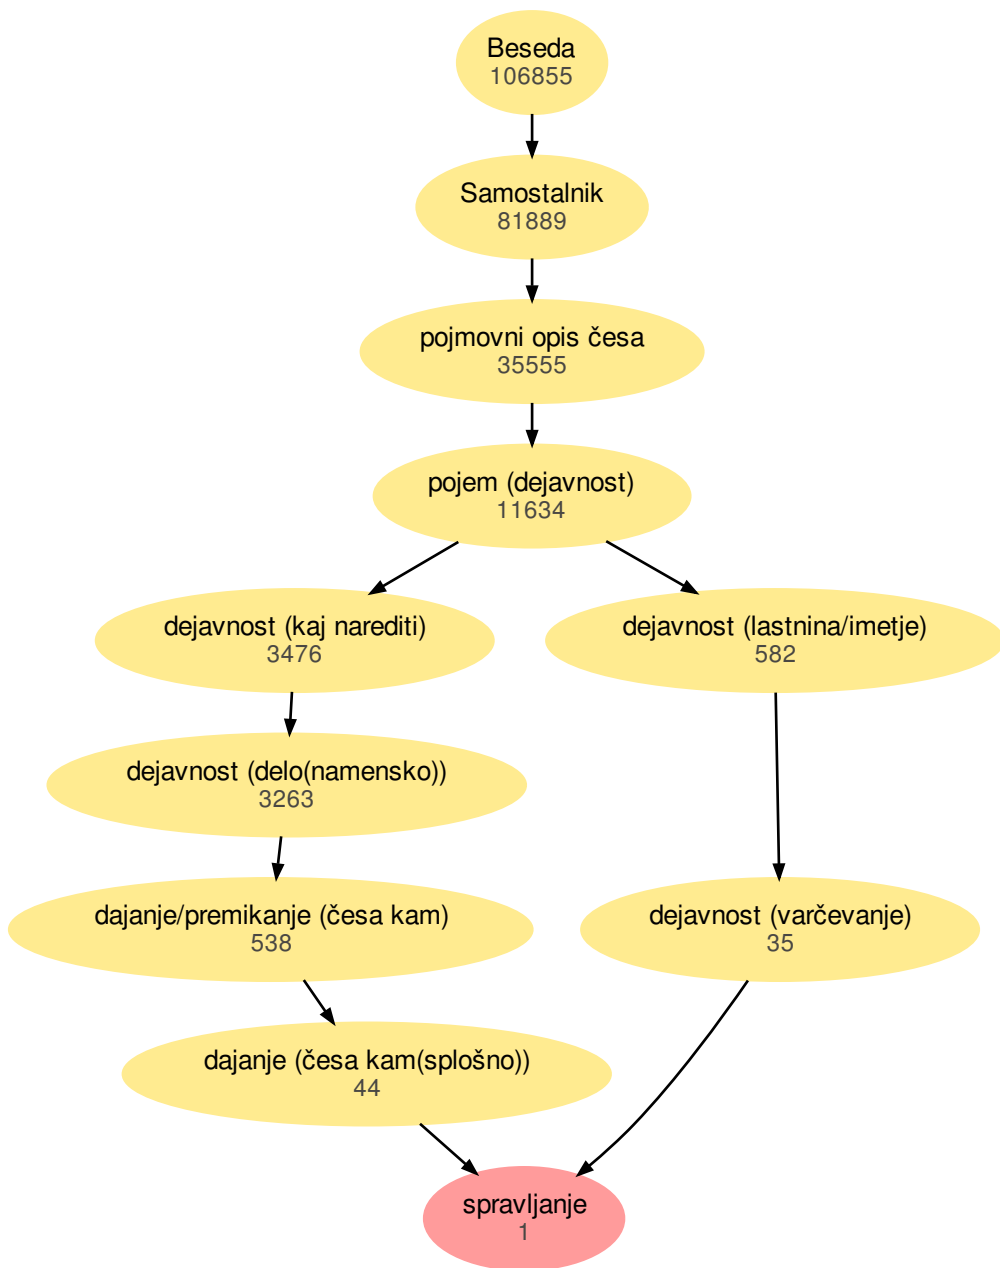 Beseda
106855
Samostalnik
81889
pojmovni opis česa
35555
pojem (dejavnost)
11634
dejavnost (kaj narediti)
3476
dejavnost (lastnina/imetje)
582
dejavnost (delo(namensko))
3263
dajanje/premikanje (česa kam)
538
dejavnost (varčevanje)
35
dajanje (česa kam(splošno))
44
spravljanje
1